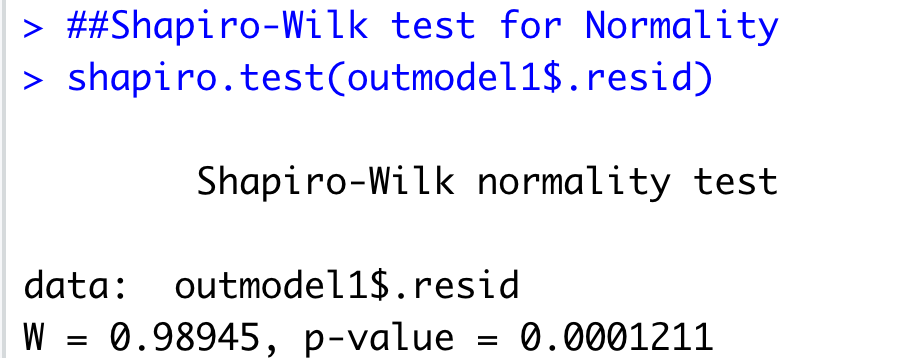 > ##Shapiro-Wilk test for Normality
> shapiro.test(outmodel1$.resid)
Shapiro-Wilk normality test
data:  outmodel1$.resid
W = 0.98945, p-value = 0.0001211